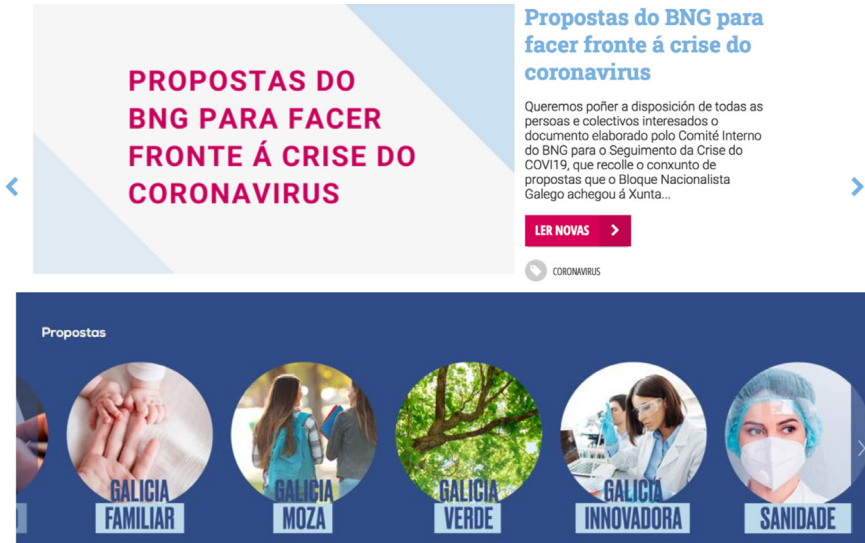 PROPOSTAS DO
BNG PARA FACER
FRONTE Á CRISE DO
CORONAVIRUS
Propostas do BNG para
facer fronte á crise do
coronavirus
Queremos poñer a disposición de todas as
persoas e colectivos interesados o
documento elaborado polo Comité Interno
do BNG para o Seguimento da Crise do
COVI19, que recolle o conxunto de
propostas que o Bloque Nacionalista
Galego achegou á Xunta...
LER NOVAS
CORONAVIRUS
Propostas
GALICIA
FAMILIAR
GALICIA
MOZA
GALICIA
VERDE
GALICIA
INNOVADORA
SANIDADE